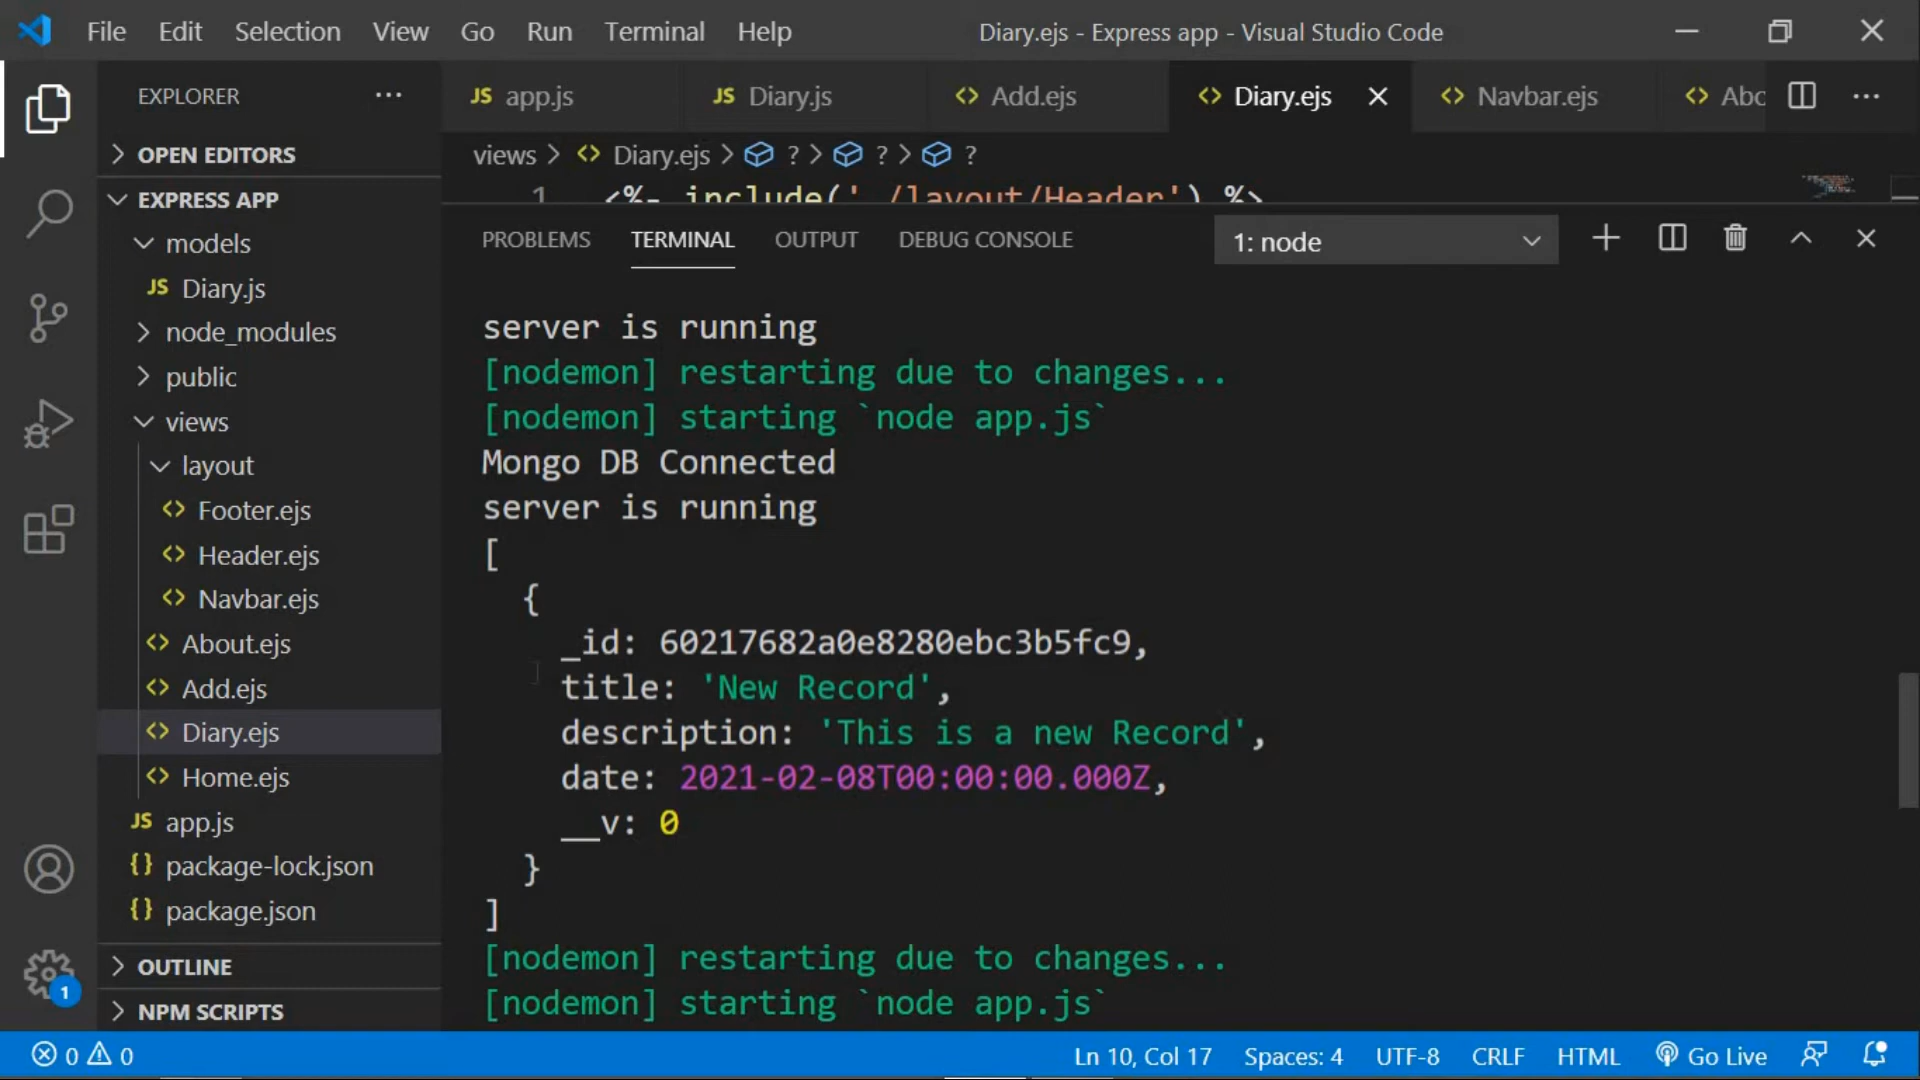 File Edit Selection View Go Run Terminal Help
Diary.ejs - Express app - Visual Studio Code
EXPLORER
JS app.js
JS Diary.js
<> Add.ejs
<> Diary.ejs
<> Navbar.ejs
<> Abo
OPEN EDITORS
EXPRESS APP
models
JS Diary.js
node_modules
public
views
layout
<> Footer.ejs
<> Header.ejs
<> Navbar.ejs
<> About.ejs
<> Add.ejs
<> Diary.ejs
<> Home.ejs
JS app.js
{} package-lock.json
{} package.json
OUTLINE
NPM SCRIPTS
views > <> Diary.ejs > ? > ? > ?
1 <%- include('./layout/Header') %>
PROBLEMS TERMINAL OUTPUT DEBUG CONSOLE
1: node
server is running
[nodemon] restarting due to changes...
[nodemon] starting `node app.js`
Mongo DB Connected
server is running
[
{
_id: 60217682a0e8280ebc3b5fc9,
title: 'New Record',
description: 'This is a new Record',
date: 2021-02-08T00:00:00.000Z,
__v: 0
}
]
[nodemon] restarting due to changes...
[nodemon] starting `node app.js`
1
0 0
Ln 10, Col 17 Spaces: 4 UTF-8 CRLF HTML Go Live